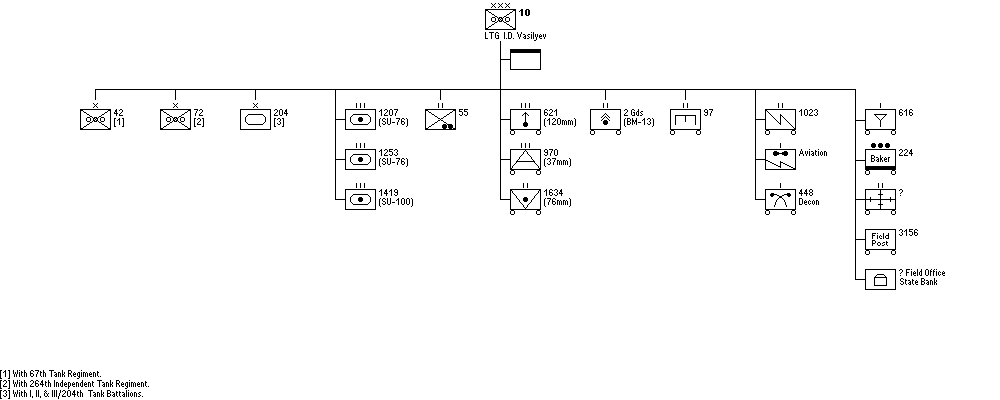 XXX
10
LTG I.D. Vasilyev
X
42
[1]
X
72
[2]
X
204
[3]
III
1207
(SU-76)
III
1253
(SU-76)
III
1419
(SU-100)
II
55
III
621
(120mm)
III
970
(37mm)
II
1634
(76mm)
II
2 Gds
(BM-13)
II
97
II
1023
I
Aviation
I
448
Decon
I
616
Baker
224
II
?
Field
Post
3156
? Field Office
State Bank
[1] With 67th Tank Regiment.
[2] With 264th Independent Tank Regiment.
[3] With I, II, & III/204th Tank Battalions.